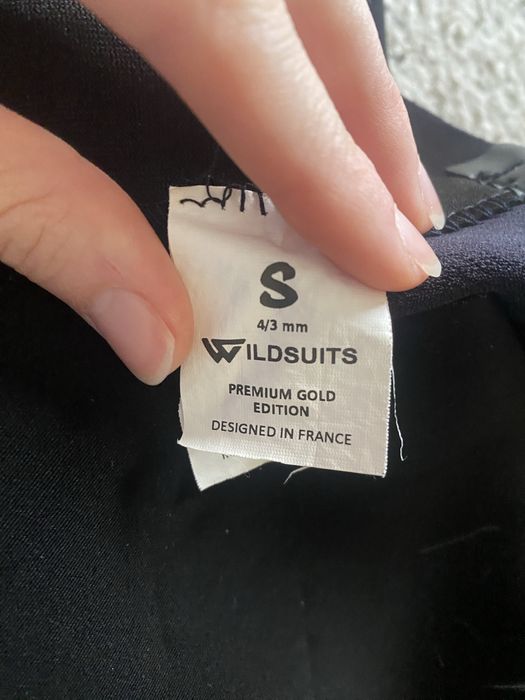 S
4/3 mm
WILDSUITS
PREMIUM GOLD
EDITION
DESIGNED IN FRANCE